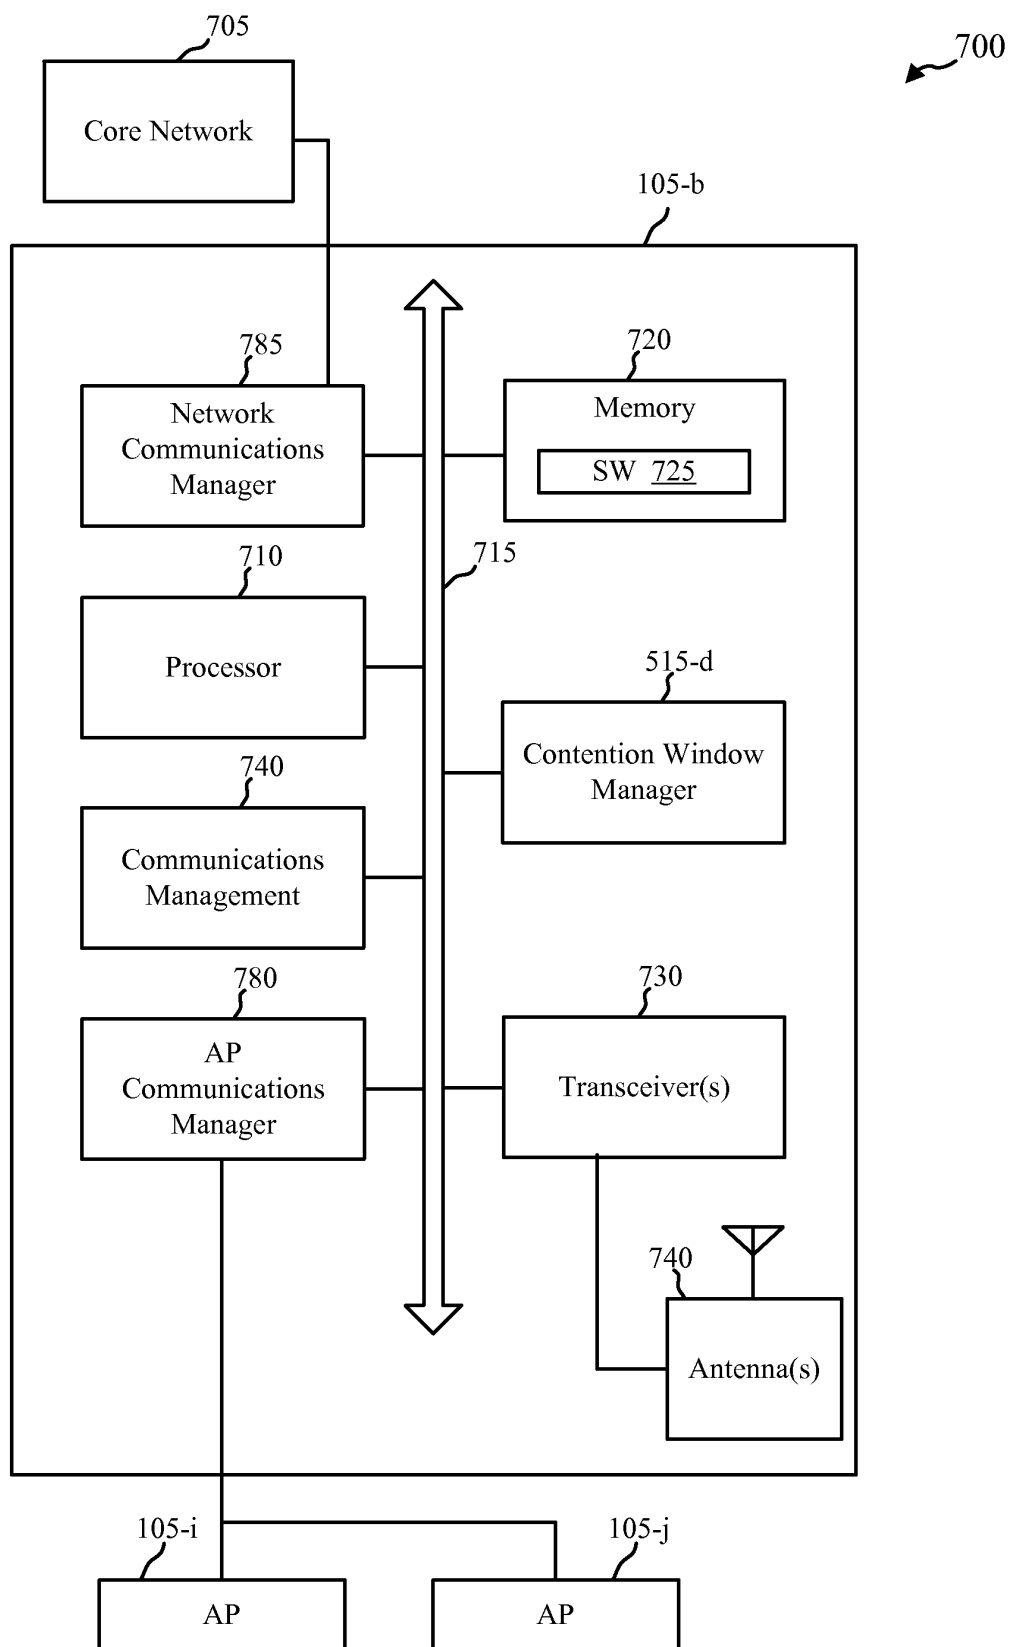 705
700
Core Network
105-b
785
Network
Communications
Manager
720
Memory
SW 725
715
710
Processor
515-d
Contention Window
Manager
740
Communications
Management
780
AP
Communications
Manager
730
Transceiver(s)
740
Antenna(s)
105-i
AP
105-j
AP